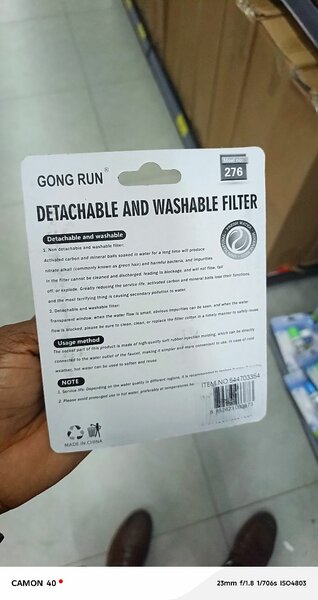 Model no:
276
GONG RUN®
DETACHABLE AND WASHABLE FILTER
Detachable and washable
1. Non detachable and washable filter:
Activated carbon and mineral balls soaked in water for a long time will produce
nitrate alkali (commonly known as green hair) and harmful bacteria, and impurities
in the filter cannot be cleaned and discharged, leading to blockage, and will not flow, fall
off, or explode. Greatly reducing the service life, activated carbon and mineral balls lose their functions,
and the most terrifying thing is causing secondary pollution to water.
2. Detachable and washable filter:
Transparent window, when the water flow is small, obvious impurities can be seen, and when the water
flow is blocked, please be sure to clean, clean, or replace the filter cotton in a timely manner to safely reuse
Usage method
The socket part of this product is made of high-quality soft rubber injection molding, which can be directly
connected to the water outlet of the faucet, making it simpler and more convenient to use. In case of cold
weather, hot water can be used to soften and reuse
NOTE
1. Service life: Depending on the water quality in different regions, it is recommended to
2. Please avoid prolonged use in hot water, preferably at temperatures
ITEM NO:544703354
MADE IN CHINA
CAMON 40
23mm f/1.8 1/706s ISO4803